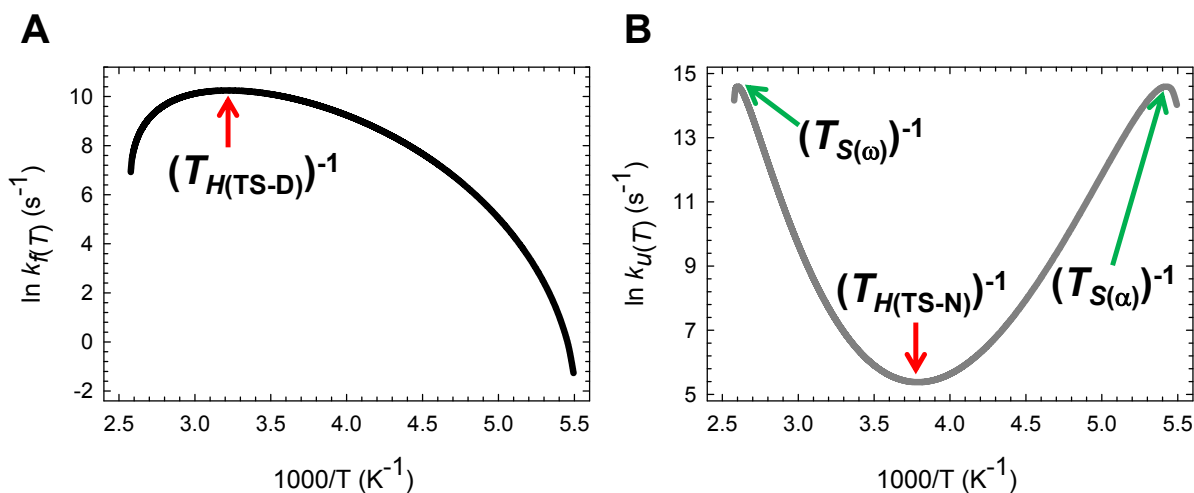 A
ln k_f(T) (s^-1)
10
8
6
4
2
0
-2
(T_H(TS-D))^-1
2.5 3.0 3.5 4.0 4.5 5.0 5.5
1000/T (K^-1)
B
ln k_u(T) (s^-1)
15
13
11
9
7
5
(T_S(ω))^-1
(T_H(TS-N))^-1
(T_S(α))^-1
2.5 3.0 3.5 4.0 4.5 5.0 5.5
1000/T (K^-1)